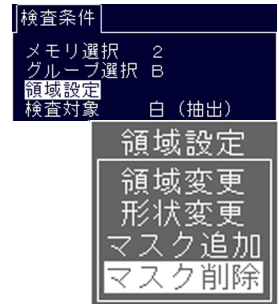 検査条件
メモリ選択 2
グループ選択 B
領域設定
検査対象 白（抽出）
領域設定
領域変更
形状変更
マスク追加
マスク削除